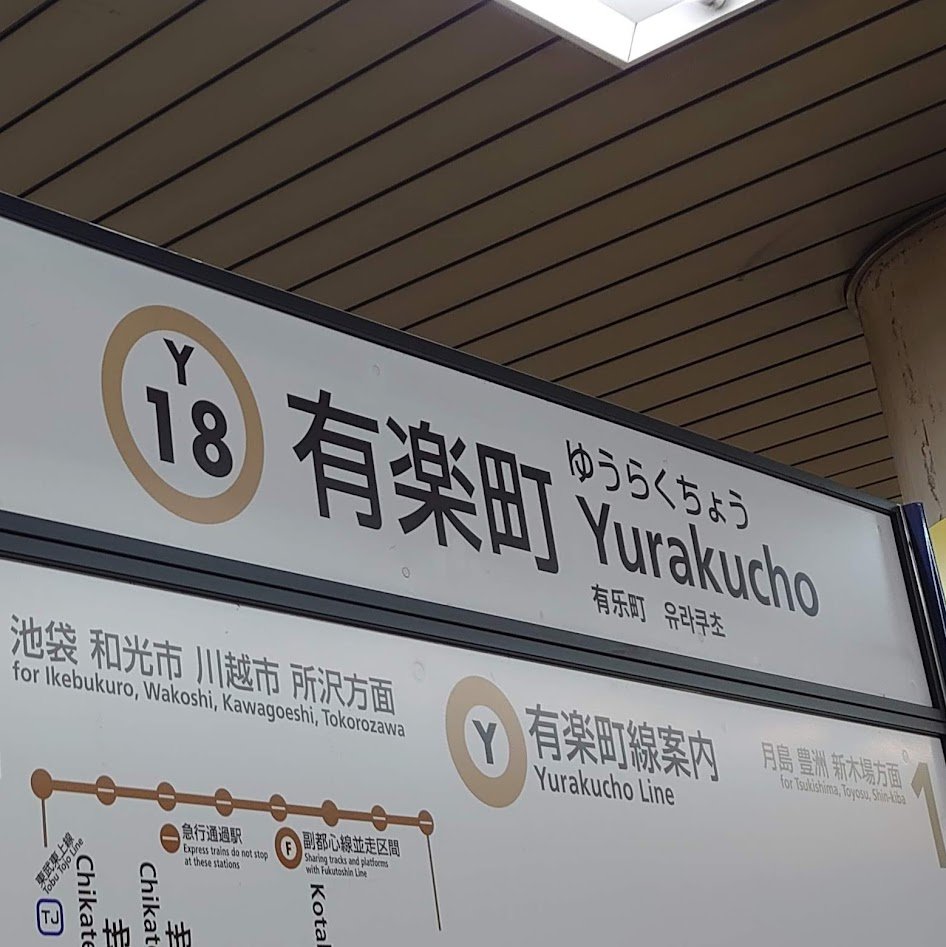 Y
18
有楽町
ゆうらくちょう
Yurakucho
有乐町 유라쿠초
池袋 和光市 川越市 所沢方面
for Ikebukuro, Wakoshi, Kawagoeshi, Tokorozawa
Y
有楽町線案内
Yurakucho Line
月島 豊洲 新木場方面
for Tsukishima, Toyosu, Shin-kiba
1
急行通過駅
Express trains do not stop
at these stations
F
副都心線並走区間
Sharing tracks and platforms
with Fukutoshin Line
東武東上線
Tobu Tojo Line
TJ